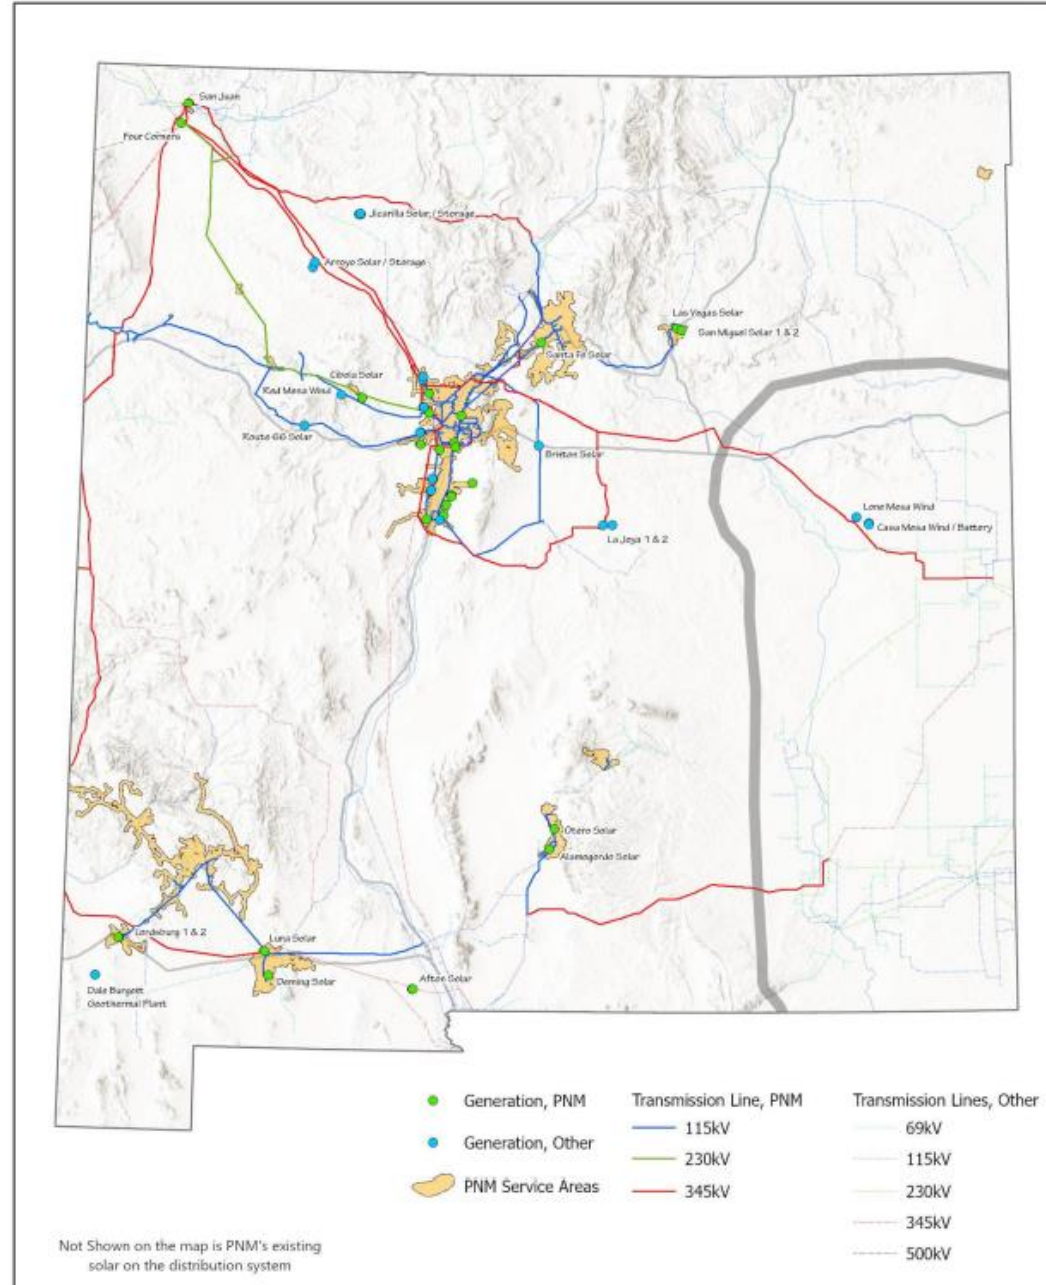 San Juan
Four Corners
Jicarilla Solar / Storage
Arroyo Solar / Storage
Las Vegas Solar
San Miguel Solar 1 & 2
Santa Fe Solar
Cibola Solar
Red Mesa Wind
Route 66 Solar
Britton Solar
Lone Mesa Wind
Casa Mesa Wind / Battery
La Joya 1 & 2
Otero Solar
Alamogordo Solar
Lordsburg 1 & 2
Luna Solar
Deming Solar
Afton Solar
Dale Burgett
Geothermal Plant
Generation, PNM
Generation, Other
PNM Service Areas
Transmission Line, PNM
115kV
230kV
345kV
Transmission Lines, Other
69kV
115kV
230kV
345kV
500kV
Not Shown on the map is PNM's existing
solar on the distribution system